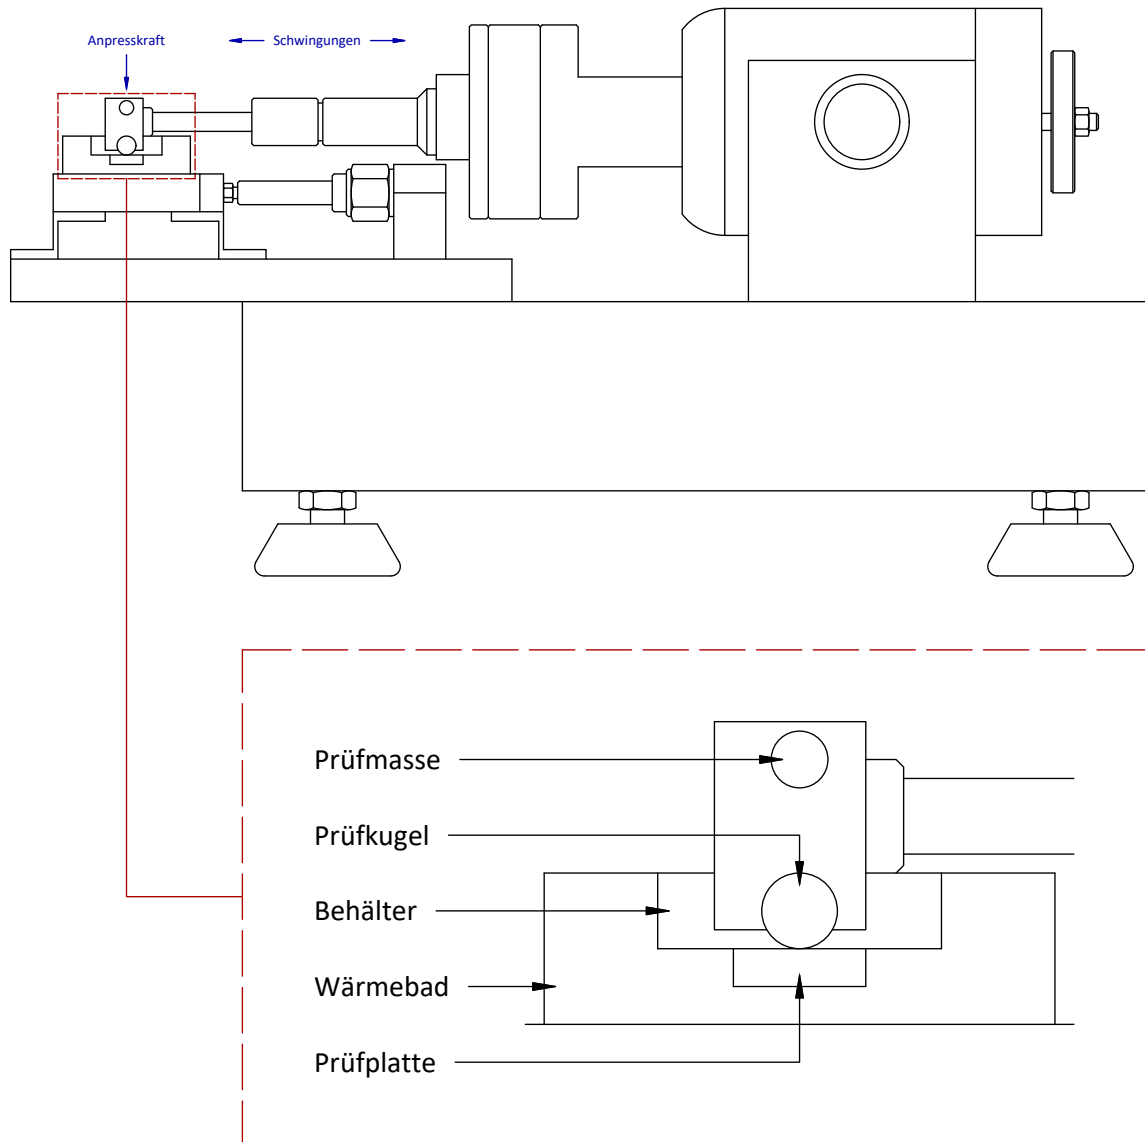 Anpresskraft
Schwingungen
Prüfmasse
Prüfkugel
Behälter
Wärmebad
Prüfplatte